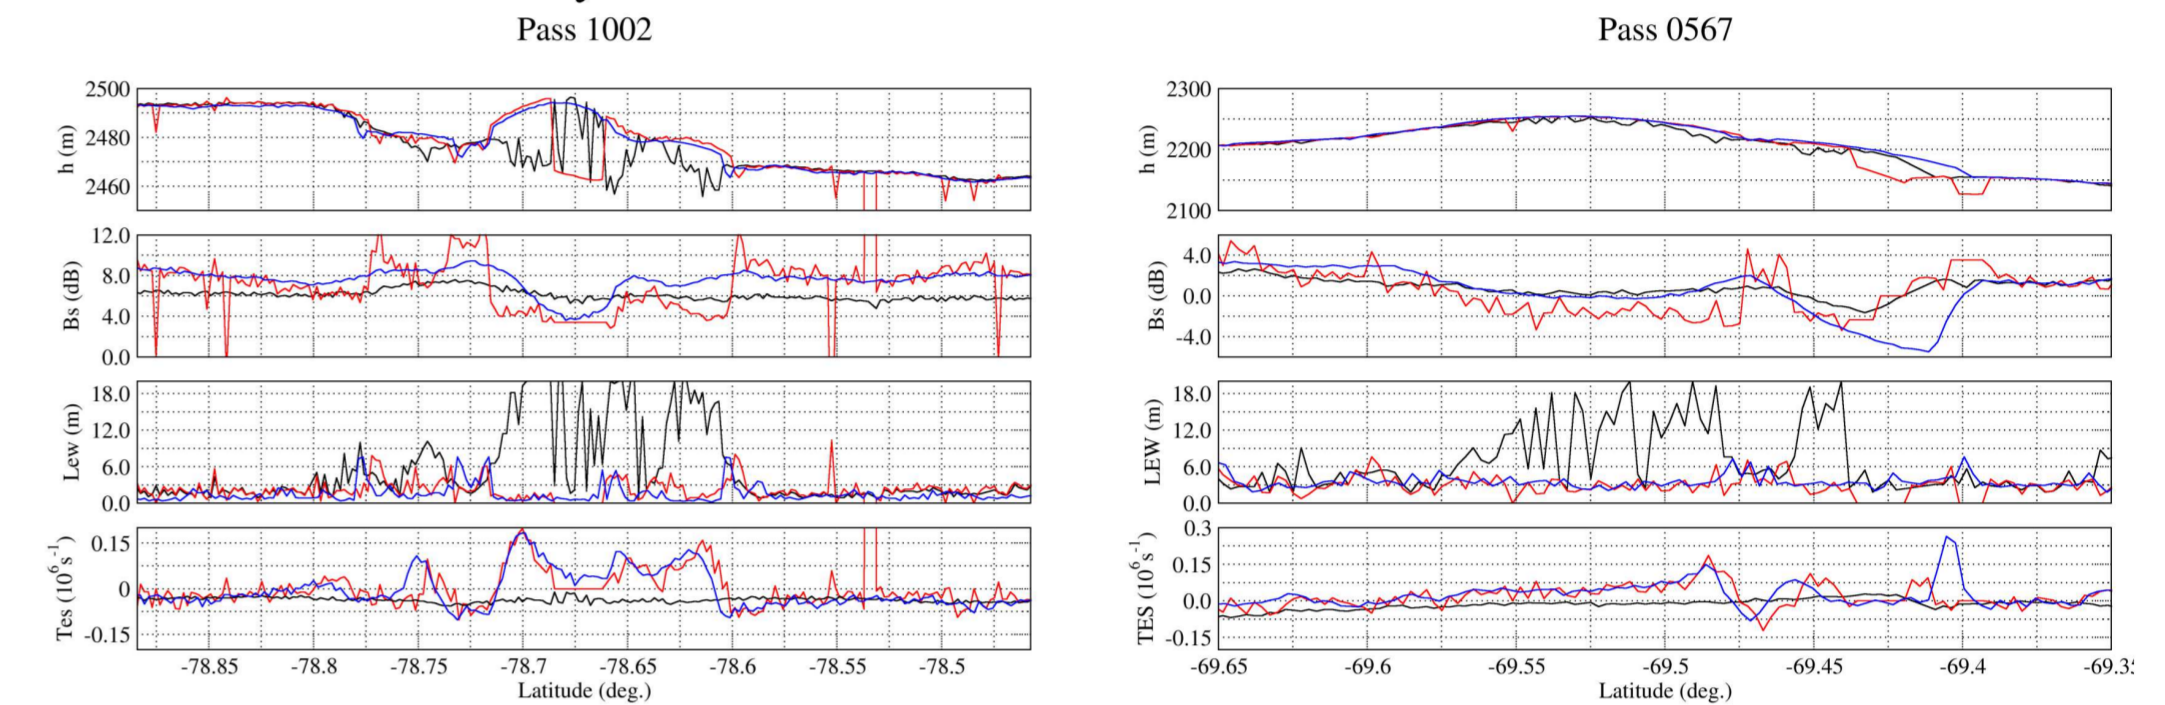 Pass 1002
2500
2480
2460
h (m)
12.0
8.0
4.0
0.0
Bs (dB)
18.0
12.0
6.0
0.0
Lew (m)
0.15
0
-0.15
Tes (10^6 s^-1)
-78.85 -78.8 -78.75 -78.7 -78.65 -78.6 -78.55 -78.5
Latitude (deg.)
Pass 0567
2300
2200
2100
h (m)
4.0
0.0
-4.0
Bs (dB)
18.0
12.0
6.0
0.0
LEW (m)
0.3
0.15
0.0
-0.15
TES (10^6 s^-1)
-69.65 -69.6 -69.55 -69.5 -69.45 -69.4
Latitude (deg.)